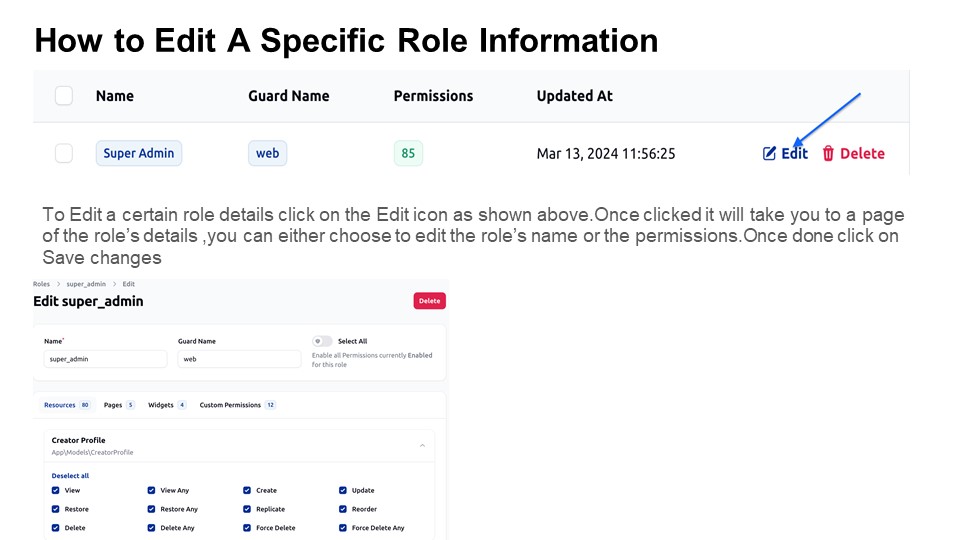 How to Edit A Specific Role Information
Name Guard Name Permissions Updated At
Super Admin web 85 Mar 13, 2024 11:56:25 Edit Delete
To Edit a certain role details click on the Edit icon as shown above.Once clicked it will take you to a page
of the role’s details ,you can either choose to edit the role’s name or the permissions.Once done click on
Save changes
Roles > super_admin > Edit
Edit super_admin Delete
Name* Guard Name Select All
super_admin web Enable all Permissions currently Enabled
for this role
Resources 80 Pages 5 Widgets 4 Custom Permissions 12
Creator Profile
App\Models\CreatorProfile
Deselect all
View View Any Create Update
Restore Restore Any Replicate Reorder
Delete Delete Any Force Delete Force Delete Any